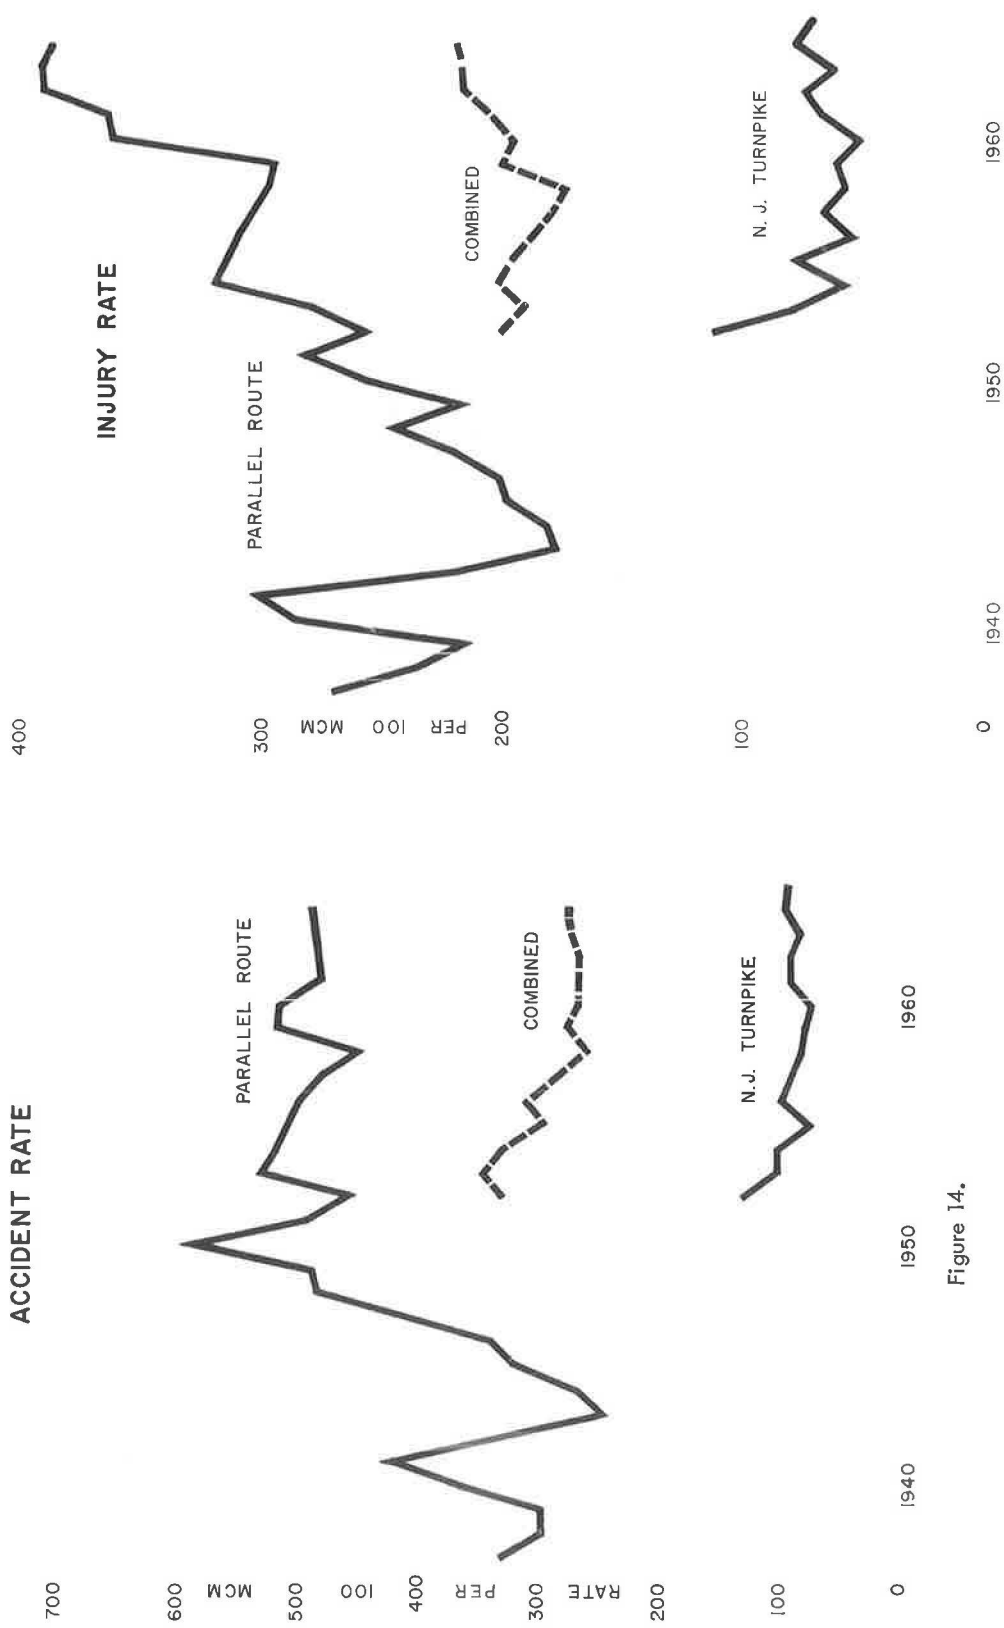 ACCIDENT RATE
700
600
500
400
300
200
100
0
RATE PER 100 MCM
PARALLEL ROUTE
COMBINED
N.J. TURNPIKE
1940
1950
1960
INJURY RATE
400
300
200
100
0
PER 100 MCM
PARALLEL ROUTE
COMBINED
N. J. TURNPIKE
1940
1950
1960
Figure 14.